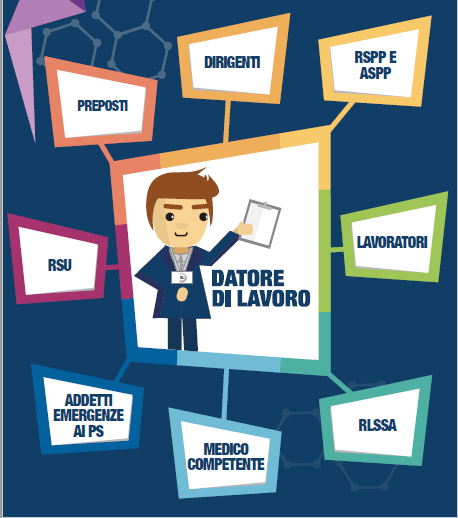 DIRIGENTI
RSPP E
ASPP
PREPOSTI
LAVORATORI
RSU
DATORE
DI LAVORO
ADDETTI
EMERGENZE
AI PS
MEDICO
COMPETENTE
RLSSA